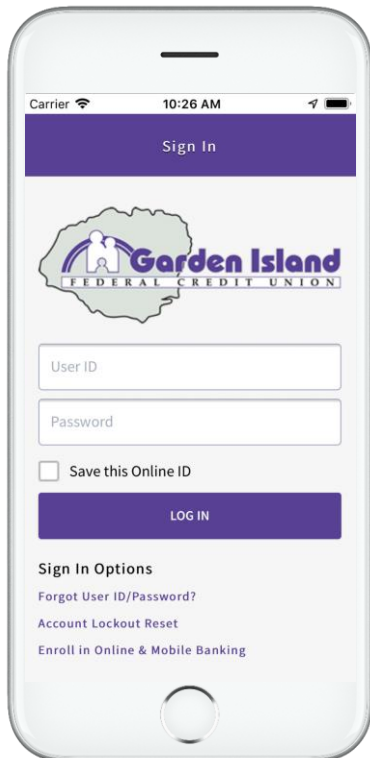 Carrier 10:26 AM
Sign In
Garden Island
FEDERAL CREDIT UNION
User ID
Password
Save this Online ID
LOG IN
Sign In Options
Forgot User ID/Password?
Account Lockout Reset
Enroll in Online & Mobile Banking